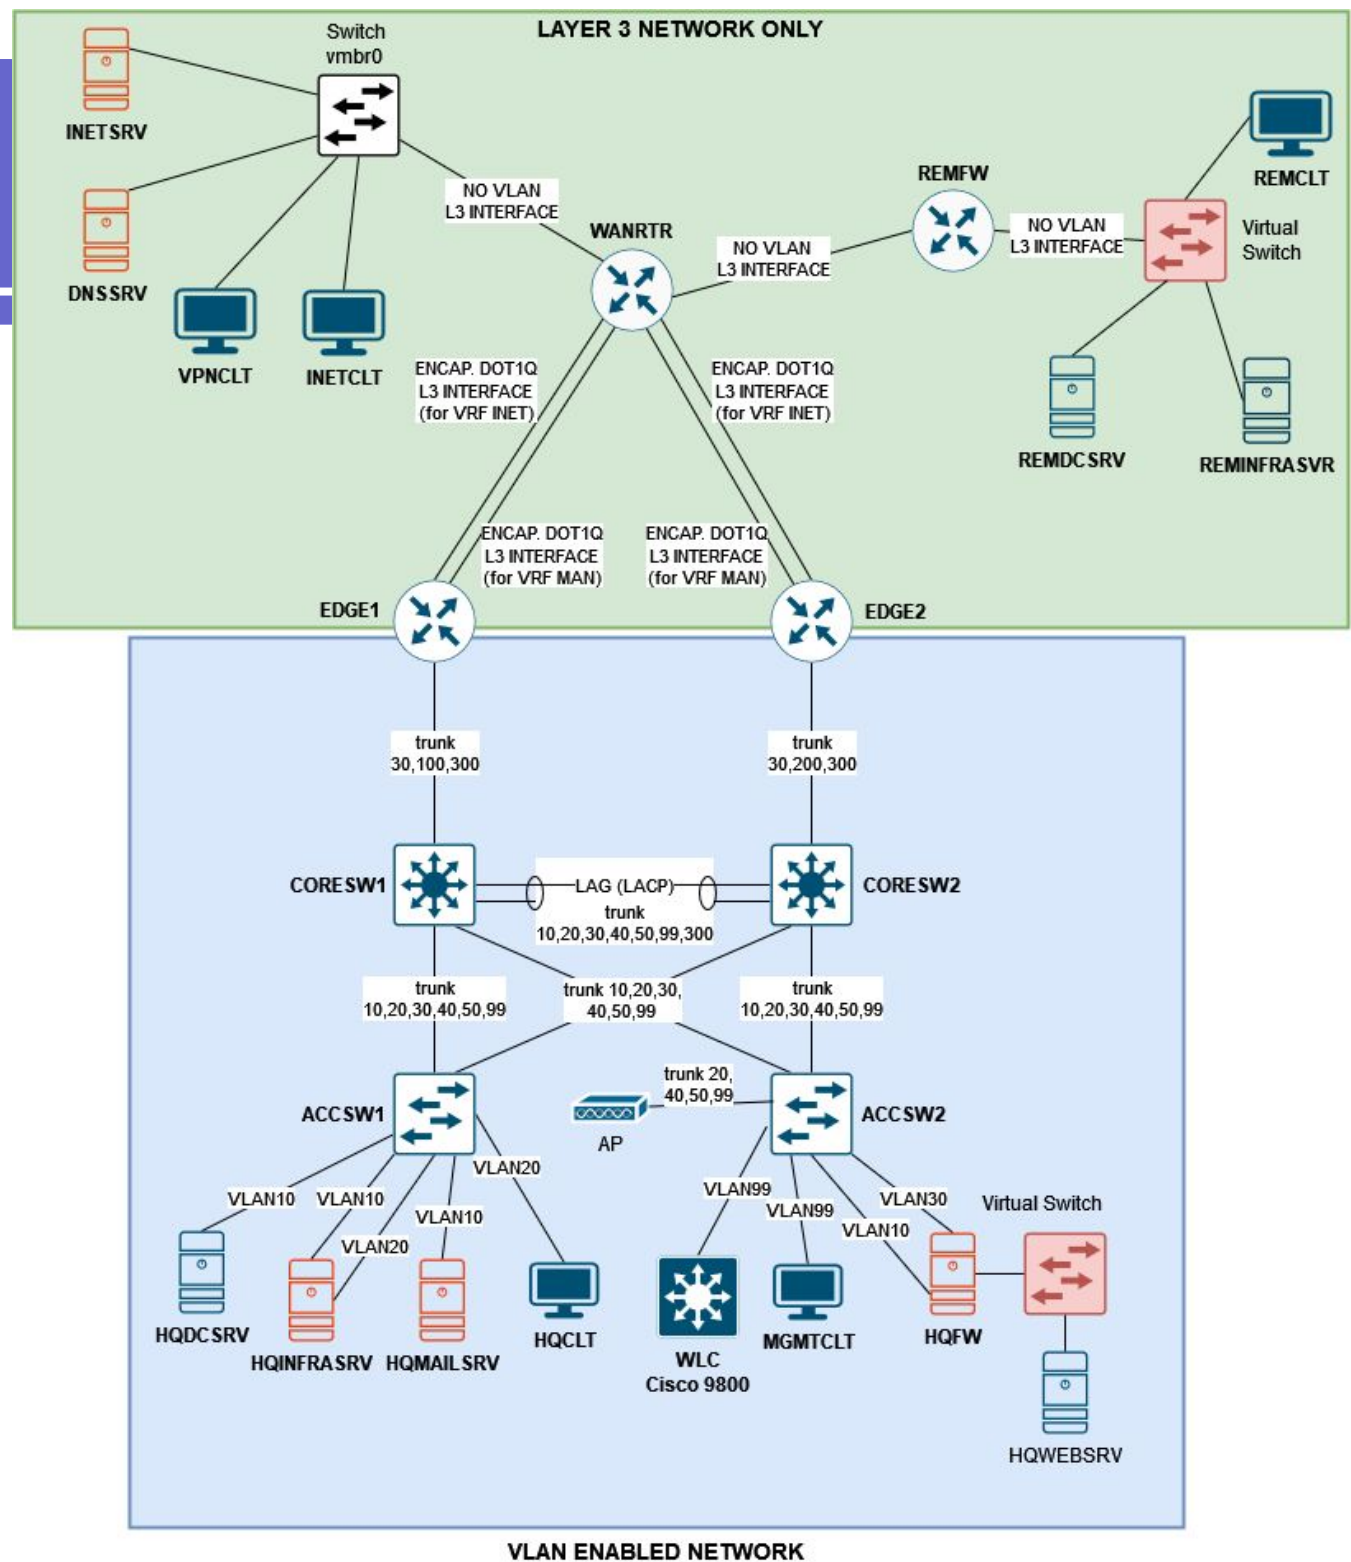 LAYER 3 NETWORK ONLY
Switch
vmbr0
INETSRV
DNSSRV
VPNCLT
INETCLT
NO VLAN
L3 INTERFACE
WANRTR
NO VLAN
L3 INTERFACE
REMFW
NO VLAN
L3 INTERFACE
REMCLT
Virtual
Switch
REMDCSRV
REMINFRASVR
ENCAP. DOT1Q
L3 INTERFACE
(for VRF INET)
ENCAP. DOT1Q
L3 INTERFACE
(for VRF INET)
ENCAP. DOT1Q
L3 INTERFACE
(for VRF MAN)
ENCAP. DOT1Q
L3 INTERFACE
(for VRF MAN)
EDGE1
EDGE2
trunk
30,100,300
trunk
30,200,300
CORESW1
LAG (LACP)
trunk
10,20,30,40,50,99,300
CORESW2
trunk
10,20,30,40,50,99
trunk 10,20,30,
40,50,99
trunk
10,20,30,40,50,99
ACCSW1
trunk 20,
40,50,99
AP
ACCSW2
VLAN10
VLAN10
VLAN20
VLAN10
VLAN20
VLAN99
VLAN99
VLAN30
VLAN10
Virtual Switch
HQDCSRV
HQINFRASRV
HQMAILSRV
HQCLT
WLC
Cisco 9800
MGMTCLT
HQFW
HQWEBSRV
VLAN ENABLED NETWORK